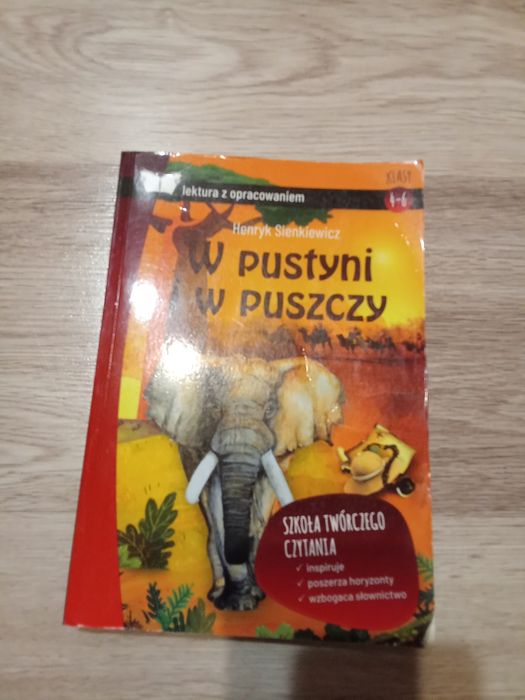 lektura z opracowaniem
KLASY
4-6
Henryk Sienkiewicz
W PUSTYNI
I W PUSZCZY
SZKOŁA TWÓRCZEGO
CZYTANIA
✓ inspiruje
✓ poszerza horyzonty
✓ wzbogaca słownictwo